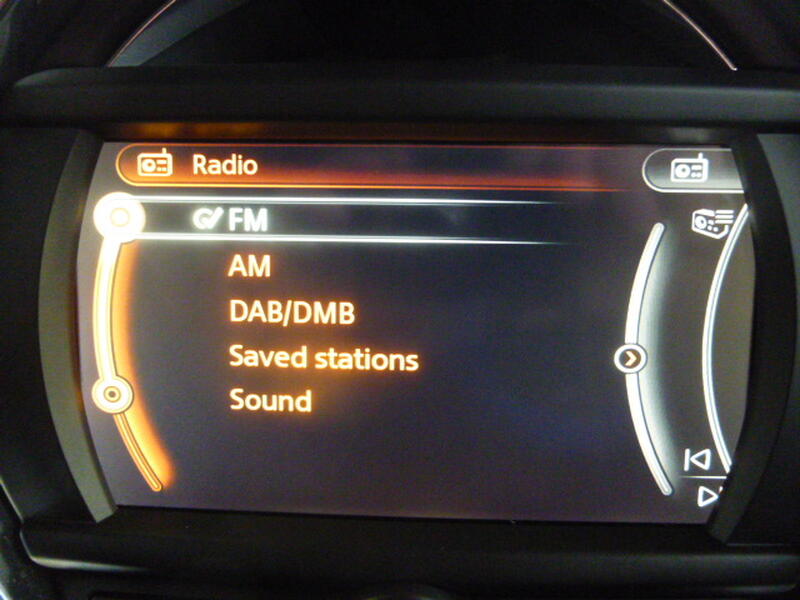 Radio
FM
AM
DAB/DMB
Saved stations
Sound